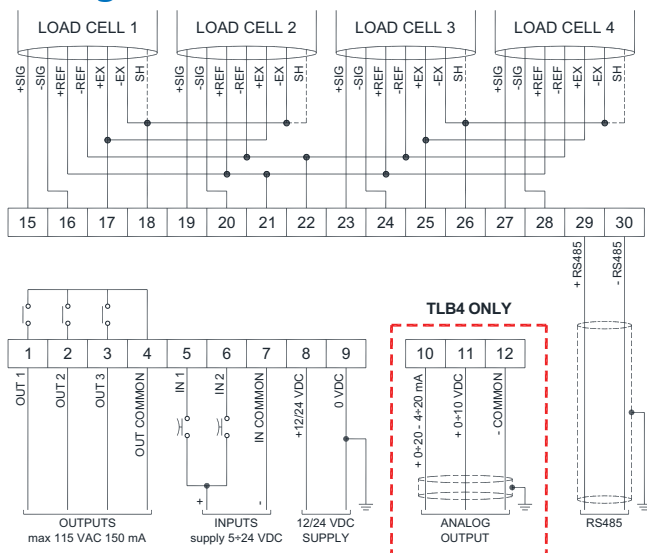 LOAD CELL 1 LOAD CELL 2 LOAD CELL 3 LOAD CELL 4
+SIG -SIG +REF -REF +EX -EX SH +SIG -SIG +REF -REF +EX -EX SH +SIG -SIG +REF -REF +EX -EX SH +SIG -SIG +REF -REF +EX -EX SH
15 16 17 18 19 20 21 22 23 24 25 26 27 28 29 30
+ RS485 - RS485
TLB4 ONLY
1 2 3 4 5 6 7 8 9 10 11 12
OUT 1 OUT 2 OUT 3 OUT COMMON IN 1 IN 2 IN COMMON +12/24 VDC 0 VDC + 0÷20 - 4÷20 mA + 0÷10 VDC - COMMON
+ -
OUTPUTS INPUTS 12/24 VDC ANALOG RS485
max 115 VAC 150 mA supply 5÷24 VDC SUPPLY OUTPUT